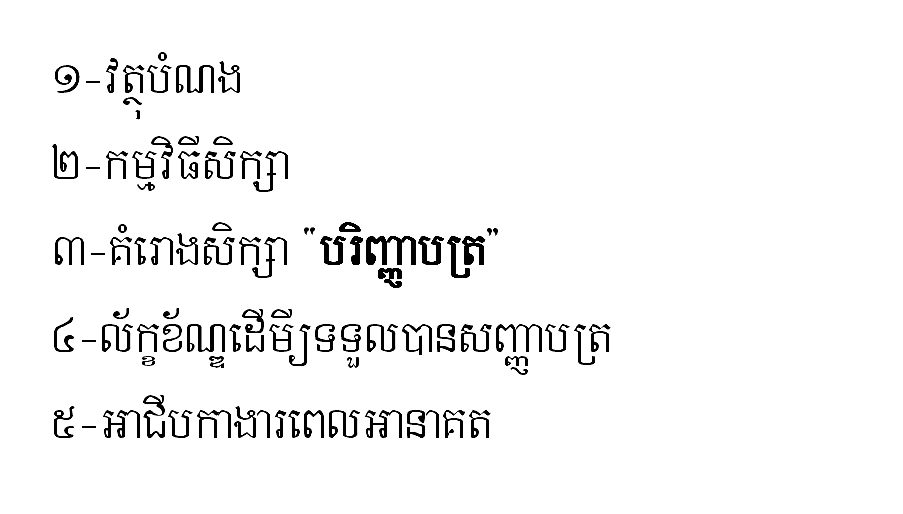 ១-វត្ថុបំណង
២-កម្មវិធីសិក្សា
៣-គំរោងសិក្សា “បរិញ្ញាបត្រ”
៤-ល័ក្ខខ័ណ្ឌដើមី្យទទួលបានសញ្ញាបត្រ
៥-អាជីបកាងារពេលអានាគត